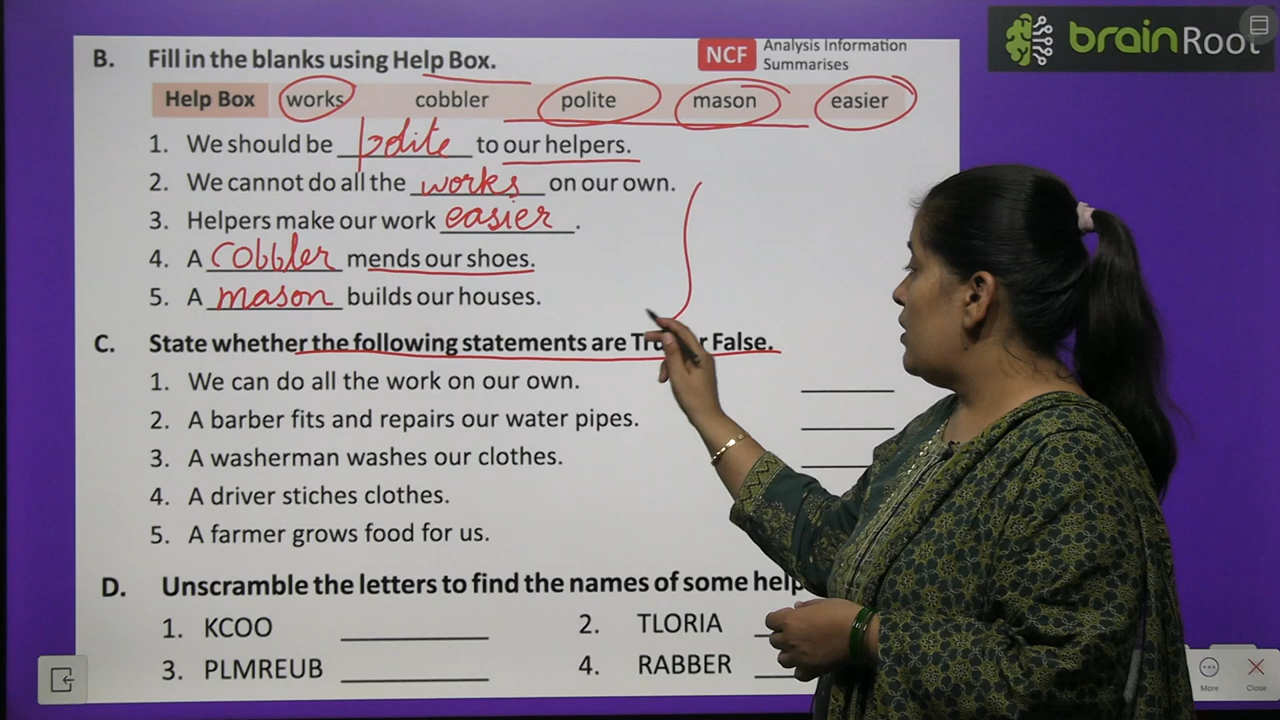 brainRoot
B. Fill in the blanks using Help Box.
NCF Analysis Information
Summarises
Help Box works cobbler polite mason easier
1. We should be polite to our helpers.
2. We cannot do all the works on our own.
3. Helpers make our work easier.
4. A cobbler mends our shoes.
5. A mason builds our houses.
C. State whether the following statements are True or False.
1. We can do all the work on our own.
2. A barber fits and repairs our water pipes.
3. A washerman washes our clothes.
4. A driver stiches clothes.
5. A farmer grows food for us.
D. Unscramble the letters to find the names of some help
1. KCOO 2. TLORIA
3. PLMREUB 4. RABBER
More Close